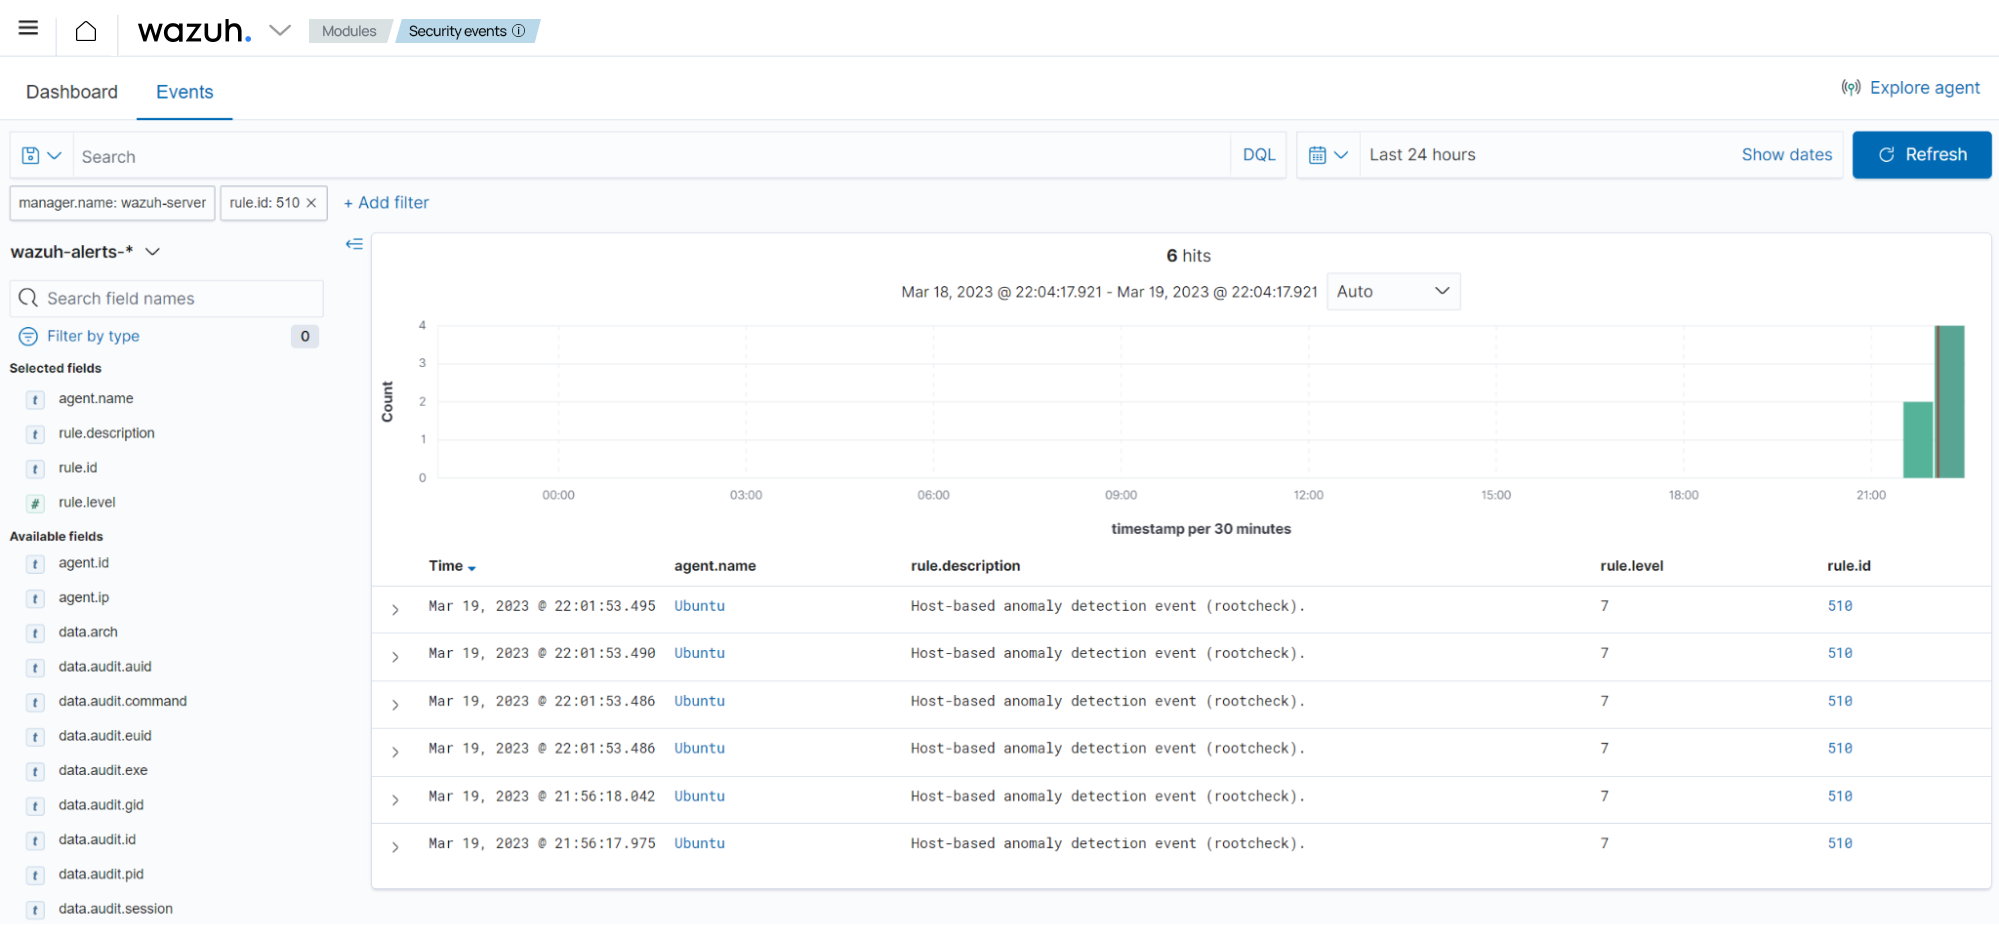 wazuh. Modules Security events
Dashboard Events Explore agent
Search DQL Last 24 hours Show dates Refresh
manager.name: wazuh-server rule.id: 510 × + Add filter
wazuh-alerts-*
Search field names
Filter by type 0
Selected fields
t agent.name
t rule.description
t rule.id
# rule.level
Available fields
t agent.id
t agent.ip
t data.arch
t data.audit.auid
t data.audit.command
t data.audit.euid
t data.audit.exe
t data.audit.gid
t data.audit.id
t data.audit.pid
t data.audit.session
6 hits
Mar 18, 2023 @ 22:04:17.921 - Mar 19, 2023 @ 22:04:17.921 Auto
Count
4
3
2
1
0
00:00 03:00 06:00 09:00 12:00 15:00 18:00 21:00
timestamp per 30 minutes
Time agent.name rule.description rule.level rule.id
Mar 19, 2023 @ 22:01:53.495 Ubuntu Host-based anomaly detection event (rootcheck). 7 510
Mar 19, 2023 @ 22:01:53.490 Ubuntu Host-based anomaly detection event (rootcheck). 7 510
Mar 19, 2023 @ 22:01:53.486 Ubuntu Host-based anomaly detection event (rootcheck). 7 510
Mar 19, 2023 @ 22:01:53.486 Ubuntu Host-based anomaly detection event (rootcheck). 7 510
Mar 19, 2023 @ 21:56:18.042 Ubuntu Host-based anomaly detection event (rootcheck). 7 510
Mar 19, 2023 @ 21:56:17.975 Ubuntu Host-based anomaly detection event (rootcheck). 7 510